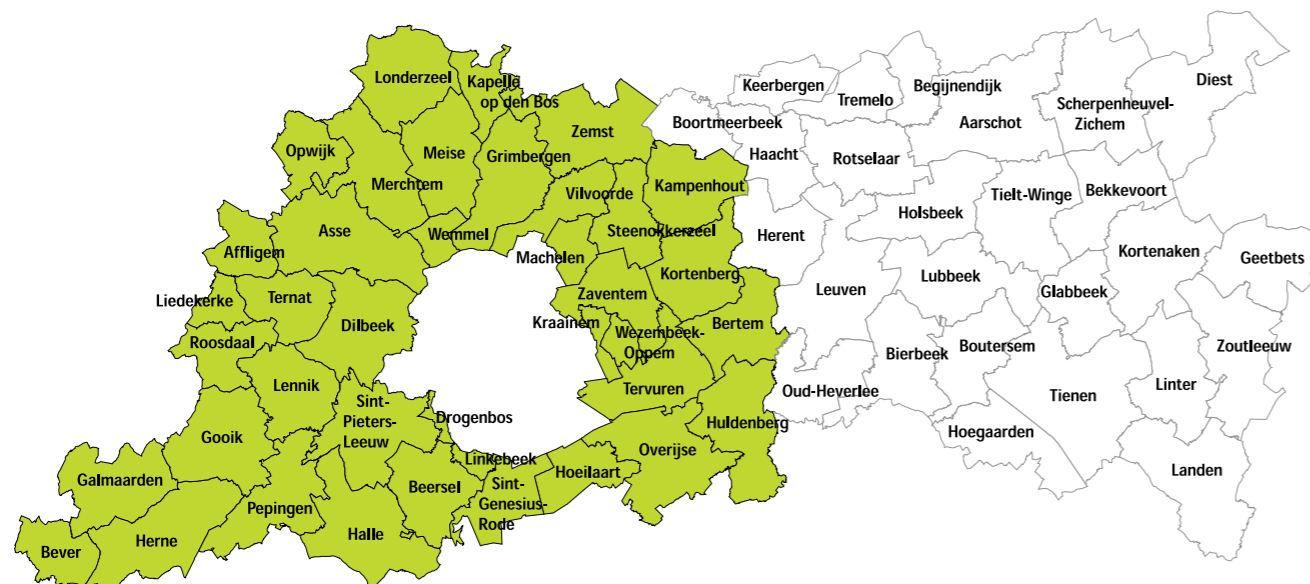 Londerzeel
Kapelle
op den Bos
Zemst
Opwijk
Meise
Grimbergen
Merchtem
Vilvoorde
Kampenhout
Asse
Wemmel
Steenokkerzeel
Affligem
Machelen
Kortenberg
Liedekerke
Ternat
Zaventem
Dilbeek
Kraainem
Wezembeek-
Oppem
Bertem
Roosdaal
Lennik
Tervuren
Sint-
Pieters-
Leeuw
Drogenbos
Huldenberg
Gooik
Overijse
Linkebeek
Hoeilaart
Galmaarden
Beersel
Sint-
Genesius-
Rode
Pepingen
Halle
Herne
Bever
Keerbergen
Tremelo
Begijnendijk
Diest
Scherpenheuvel-
Zichem
Boortmeerbeek
Aarschot
Haacht
Rotselaar
Tielt-Winge
Bekkevoort
Holsbeek
Herent
Kortenaken
Geetbets
Lubbeek
Leuven
Glabbeek
Boutersem
Bierbeek
Zoutleeuw
Oud-Heverlee
Tienen
Linter
Hoegaarden
Landen